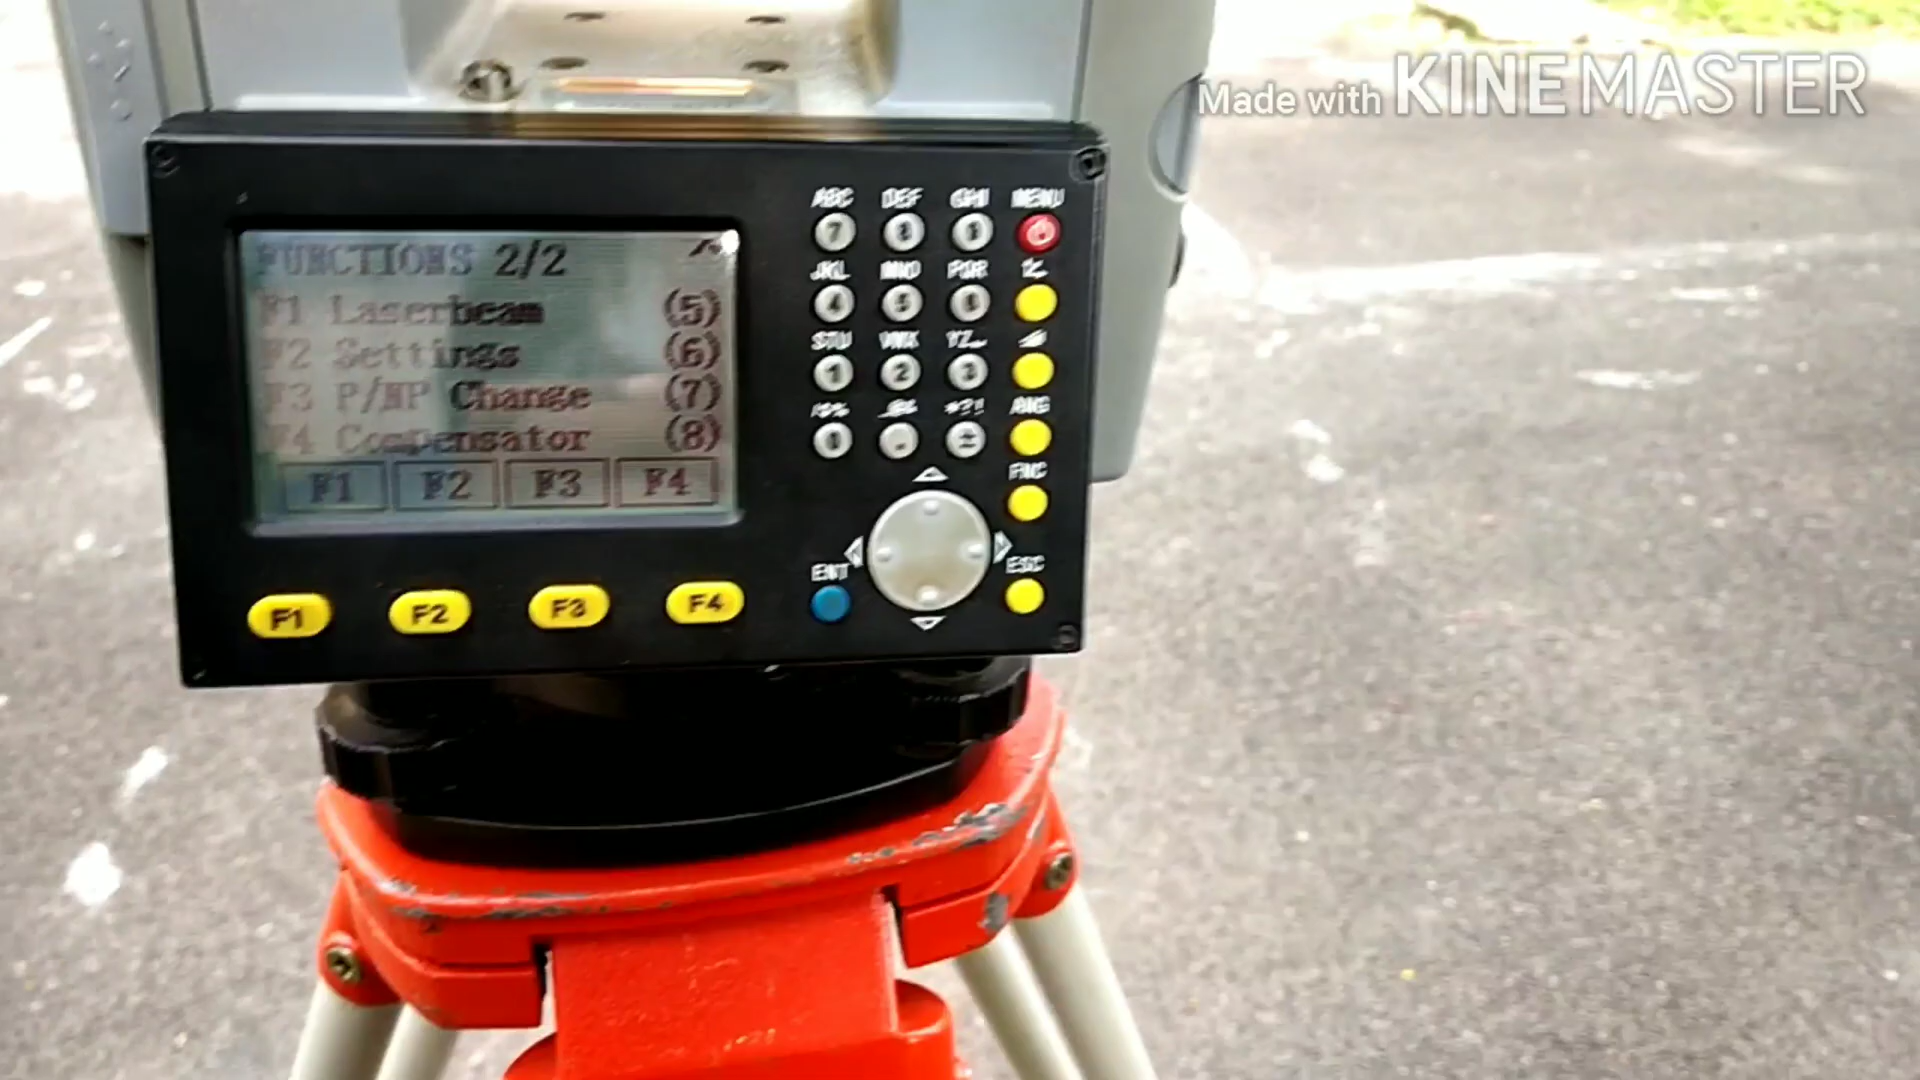 Made with KINEMASTER
FUNCTIONS 2/2
F1 Laserbeam (5)
F2 Settings (6)
F3 P/NP Change (7)
F4 Compensator (8)
F1 F2 F3 F4
F1 F2 F3 F4
ABC DEF GHI MENU
7 8 9
JKL MNO PQR
4 5 6
STU VWX YZ_
1 2 3
ANG
0 . ±
FNC
ENT ESC